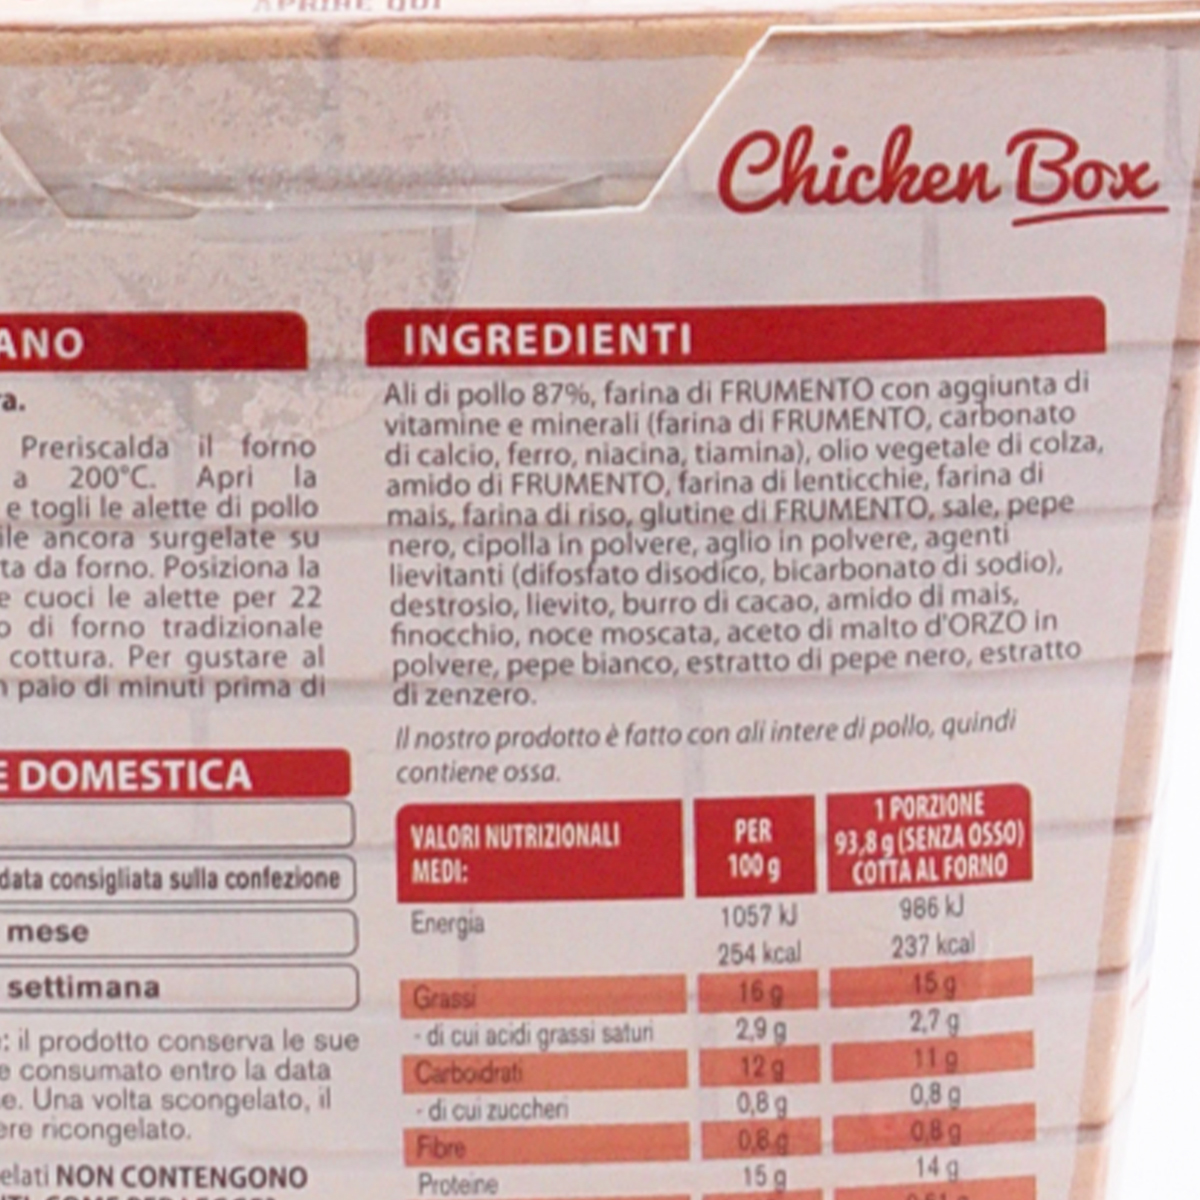 APRIRE QUI
Chicken Box
ANO
ra.
Preriscalda il forno
a 200°C. Apri la
e togli le alette di pollo
ile ancora surgelate su
ta da forno. Posiziona la
e cuoci le alette per 22
o di forno tradizionale
cottura. Per gustare al
n paio di minuti prima di
E DOMESTICA
data consigliata sulla confezione
mese
settimana
: il prodotto conserva le sue
e consumato entro la data
e. Una volta scongelato, il
ere ricongelato.
elati NON CONTENGONO
INGREDIENTI
Ali di pollo 87%, farina di FRUMENTO con aggiunta di
vitamine e minerali (farina di FRUMENTO, carbonato
di calcio, ferro, niacina, tiamina), olio vegetale di colza,
amido di FRUMENTO, farina di lenticchie, farina di
mais, farina di riso, glutine di FRUMENTO, sale, pepe
nero, cipolla in polvere, aglio in polvere, agenti
lievitanti (difosfato disodico, bicarbonato di sodio),
destrosio, lievito, burro di cacao, amido di mais,
finocchio, noce moscata, aceto di malto d'ORZO in
polvere, pepe bianco, estratto di pepe nero, estratto
di zenzero.
Il nostro prodotto è fatto con ali intere di pollo, quindi
contiene ossa.
VALORI NUTRIZIONALI MEDI: PER 100 g 1 PORZIONE 93,8 g (SENZA OSSO) COTTA AL FORNO
Energia 1057 kJ 986 kJ
254 kcal 237 kcal
Grassi 16 g 15 g
- di cui acidi grassi saturi 2,9 g 2,7 g
Carboidrati 12 g 11 g
- di cui zuccheri 0,8 g 0,8 g
Fibre 0,8 g 0,8 g
Proteine 15 g 14 g